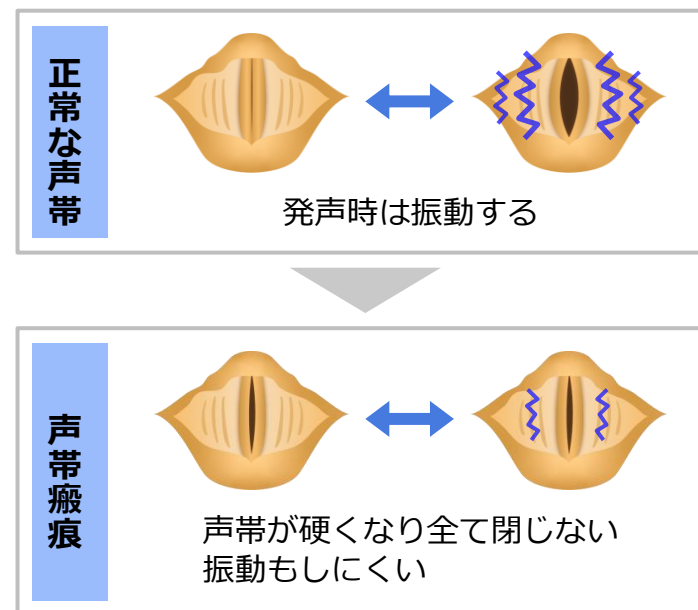 正常な声帯
発声時は振動する
声帯瘢痕
声帯が硬くなり全て閉じない
振動もしにくい